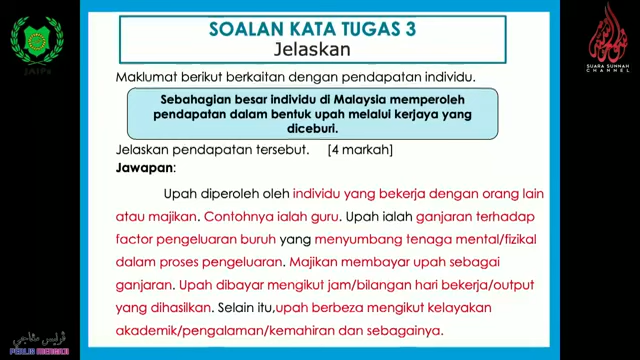 SOALAN KATA TUGAS 3
Jelaskan
Maklumat berikut berkaitan dengan pendapatan individu.
Sebahagian besar individu di Malaysia memperoleh
pendapatan dalam bentuk upah melalui kerjaya yang
diceburi.
Jelaskan pendapatan tersebut. [4 markah]
Jawapan:
Upah diperoleh oleh individu yang bekerja dengan orang lain
atau majikan. Contohnya ialah guru. Upah ialah ganjaran terhadap
factor pengeluaran buruh yang menyumbang tenaga mental/fizikal
dalam proses pengeluaran. Majikan membayar upah sebagai
ganjaran. Upah dibayar mengikut jam/bilangan hari bekerja/output
yang dihasilkan. Selain itu,upah berbeza mengikut kelayakan
akademik/pengalaman/kemahiran dan sebagainya.
JAIPs
SUARA SUNNAH
CHANNEL